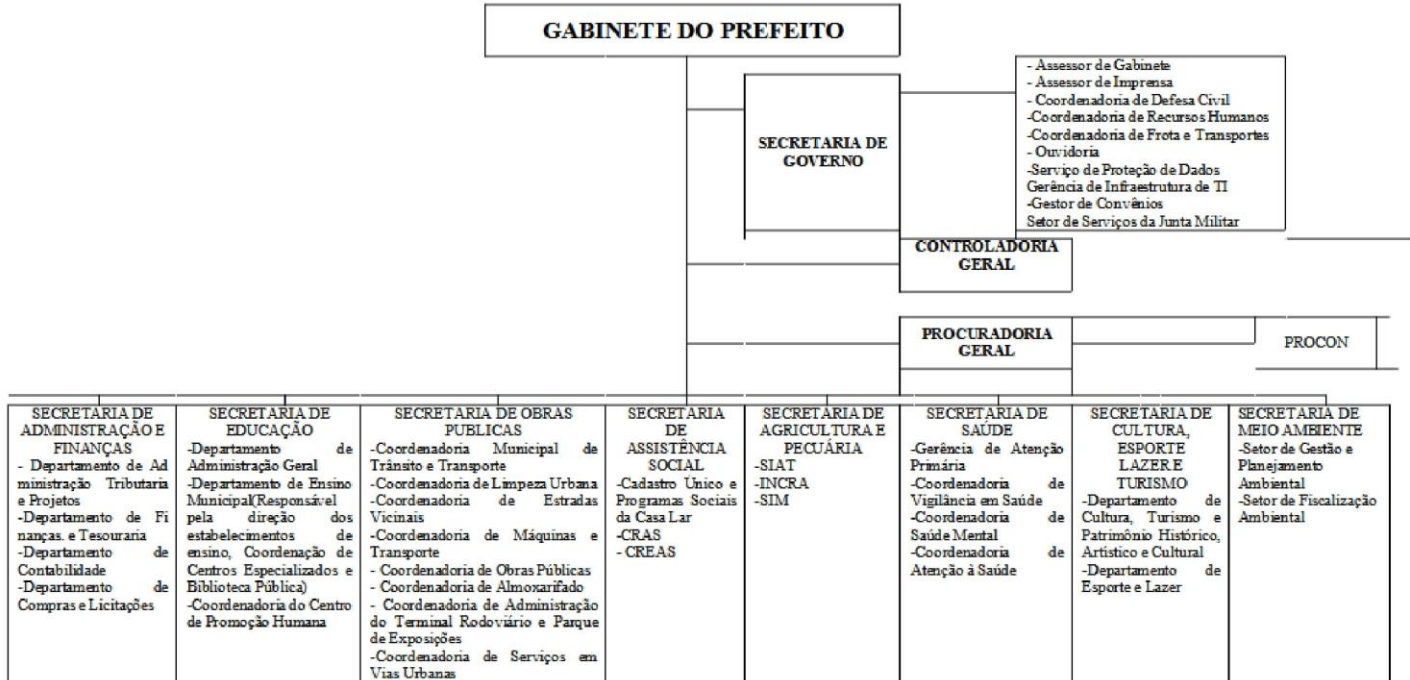 GABINETE DO PREFEITO
SECRETARIA DE
GOVERNO
- Assessor de Gabinete
- Assessor de Imprensa
- Coordenadoria de Defesa Civil
-Coordenadoria de Recursos Humanos
-Coordenadoria de Frota e Transportes
- Ouvidoria
-Serviço de Proteção de Dados
Gerência de Infraestrutura de TI
-Gestor de Convênios
Setor de Serviços da Junta Militar
CONTROLADORIA
GERAL
PROCURADORIA
GERAL
PROCON
SECRETARIA DE
ADMINISTRAÇÃO E
FINANÇAS
- Departamento de Ad
ministração Tributaria
e Projetos
-Departamento de Fi
nanças. e Tesouraria
-Departamento de
Contabilidade
-Departamento de
Compras e Licitações
SECRETARIA DE
EDUCAÇÃO
-Departamento de
Administração Geral
-Departamento de Ensino
Municipal(Responsável
pela direção dos
estabelecimentos de
ensino, Coordenação de
Centros Especializados e
Biblioteca Pública)
-Coordenadoria do Centro
de Promoção Humana
SECRETARIA DE OBRAS
PUBLICAS
-Coordenadoria Municipal de
Trânsito e Transporte
-Coordenadoria de Limpeza Urbana
-Coordenadoria de Estradas
Vicinais
-Coordenadoria de Máquinas e
Transporte
- Coordenadoria de Obras Públicas
- Coordenadoria de Almoxarifado
- Coordenadoria de Administração
do Terminal Rodoviário e Parque
de Exposições
-Coordenadoria de Serviços em
Vias Urbanas
SECRETARIA
DE
ASSISTÊNCIA
SOCIAL
-Cadastro Único e
Programas Sociais
da Casa Lar
-CRAS
- CREAS
SECRETARIA DE
AGRICULTURA E
PECUÁRIA
-SIAT
-INCRA
-SIM
SECRETARIA DE
SAÚDE
-Gerência de Atenção
Primária
-Coordenadoria de
Vigilância em Saúde
-Coordenadoria de
Saúde Mental
-Coordenadoria de
Atenção à Saúde
SECRETARIA DE
CULTURA,
ESPORTE
LAZER E
TURISMO
-Departamento de
Cultura, Turismo e
Patrimônio Histórico,
Artístico e Cultural
-Departamento de
Esporte e Lazer
SECRETARIA DE
MEIO AMBIENTE
-Setor de Gestão e
Planejamento
Ambiental
-Setor de Fiscalização
Ambiental